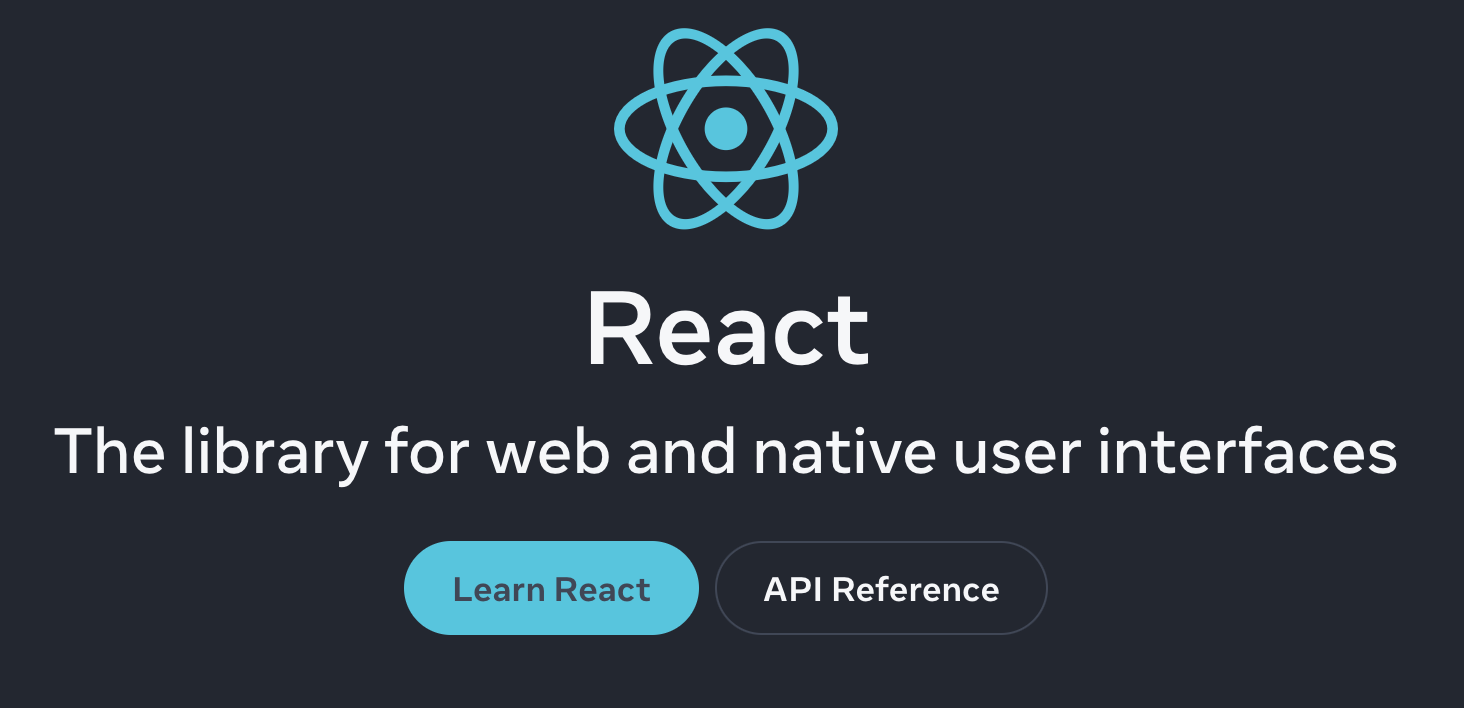 React
The library for web and native user interfaces
Learn React
API Reference